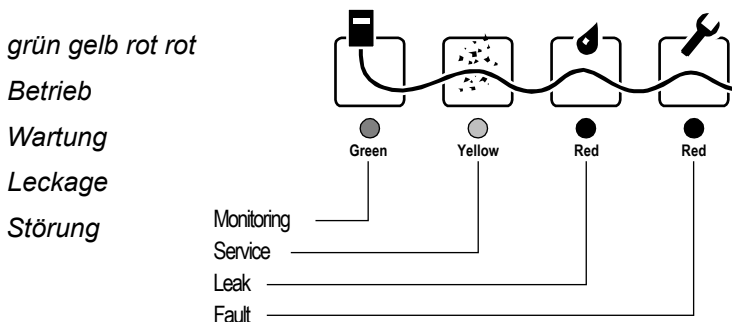 grün gelb rot rot
Betrieb
Wartung
Leckage
Störung
Green Yellow Red Red
Monitoring
Service
Leak
Fault